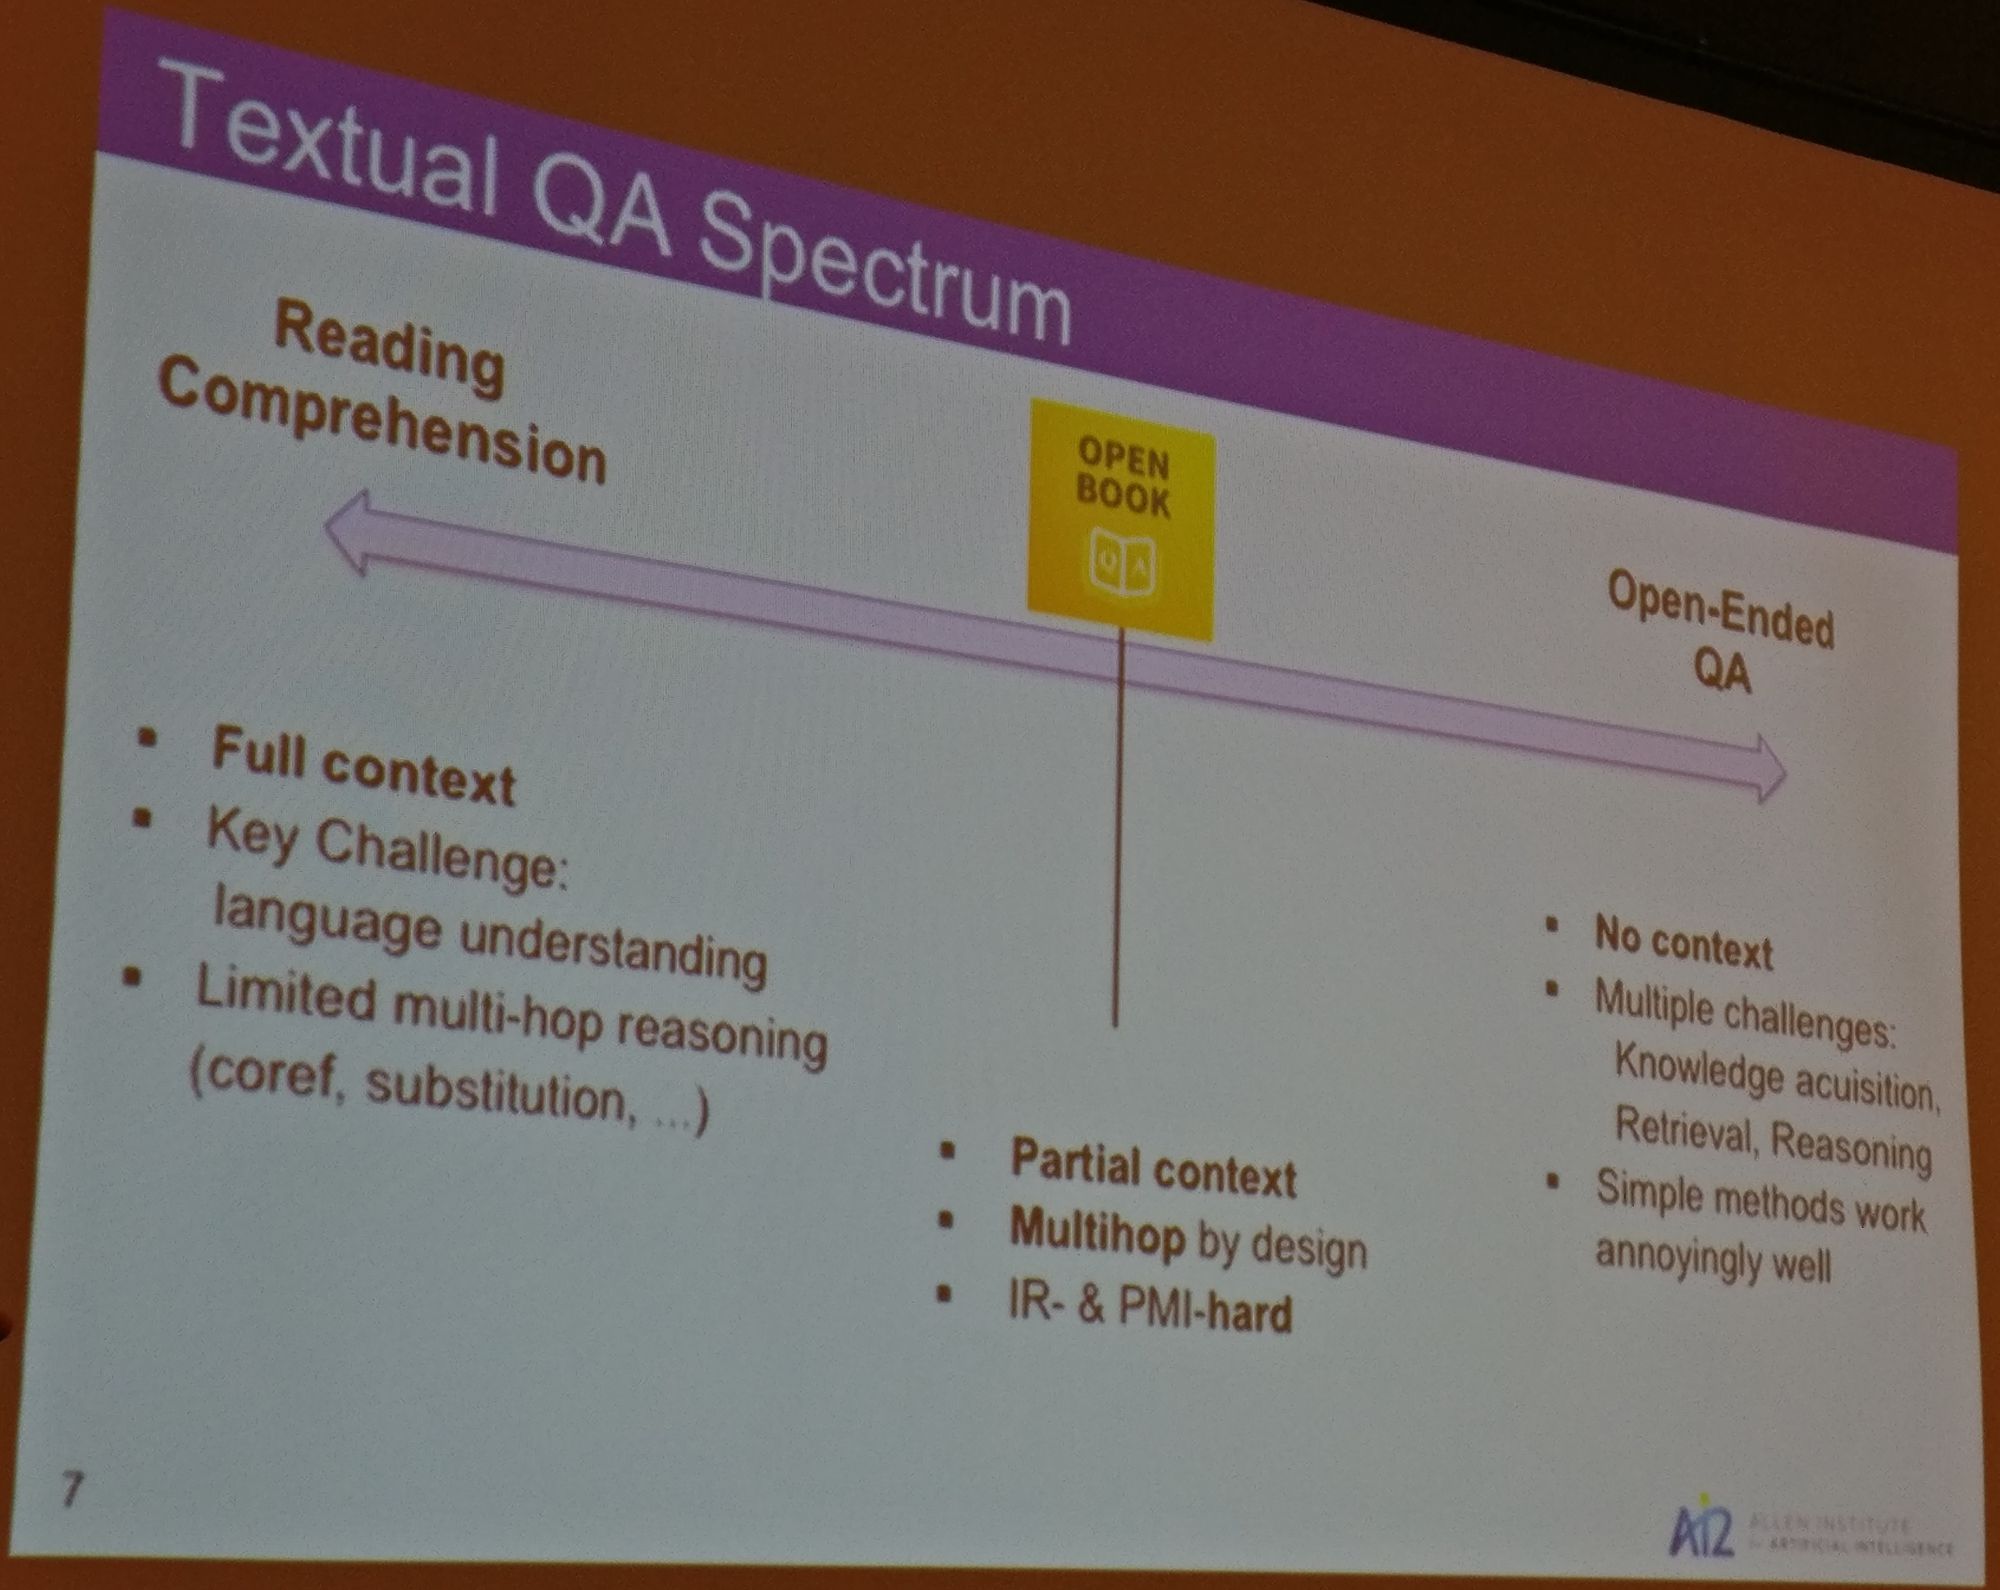 Textual QA Spectrum
Reading
Comprehension
OPEN
BOOK
Q A
Open-Ended
QA
▪ Full context
▪ Key Challenge:
language understanding
▪ Limited multi-hop reasoning
(coref, substitution, ...)
▪ Partial context
▪ Multihop by design
▪ IR- & PMI-hard
▪ No context
▪ Multiple challenges:
Knowledge acuisition,
Retrieval, Reasoning
▪ Simple methods work
annoyingly well
7
AI2 ALLEN INSTITUTE
for ARTIFICIAL INTELLIGENCE